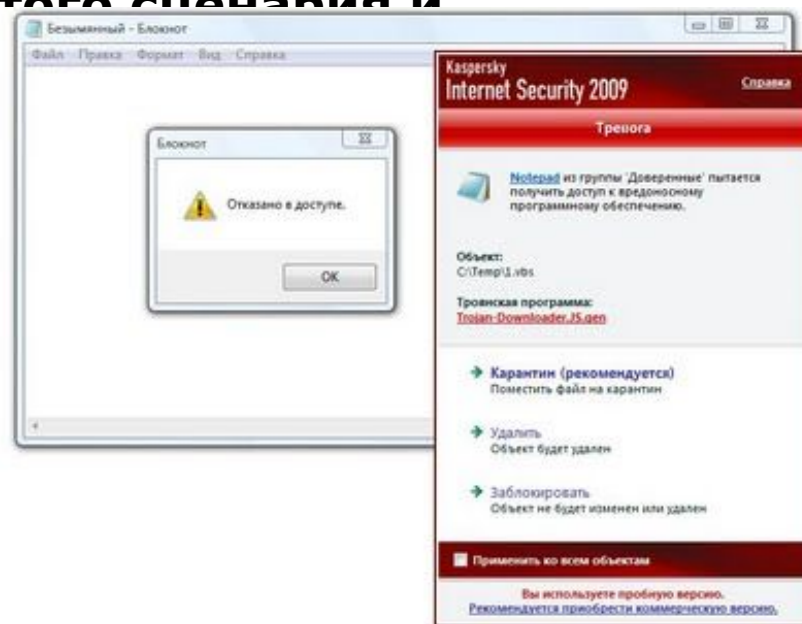 того сценария и
Безымянный - Блокнот
Файл Правка Формат Вид Справка
Блокнот
Отказано в доступе.
OK
Kaspersky
Internet Security 2009
Справка
Тревога
Notepad из группы 'Доверенные' пытается
получить доступ к вредоносному
программному обеспечению.
Объект:
C:\Temp\1.vbs
Троянская программа:
Trojan-Downloader.JS.gen
Карантин (рекомендуется)
Поместить файл на карантин
Удалить
Объект будет удален
Заблокировать
Объект не будет изменен или удален
Применить ко всем объектам
Вы используете пробную версию.
Рекомендуется приобрести коммерческую версию.